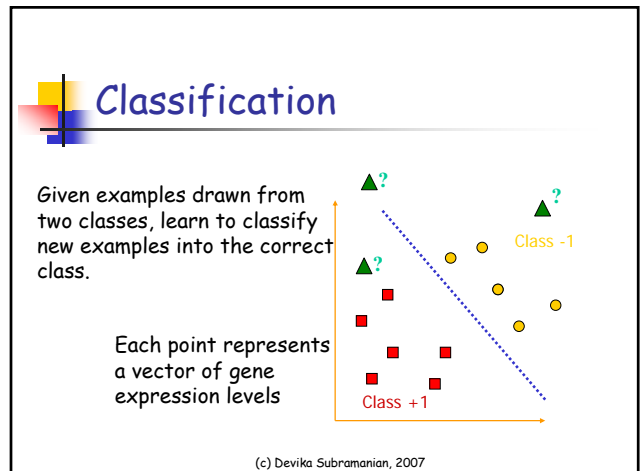 Classification
Given examples drawn from
two classes, learn to classify
new examples into the correct
class.
?
?
?
Class -1
Each point represents
a vector of gene
expression levels
Class +1
(c) Devika Subramanian, 2007